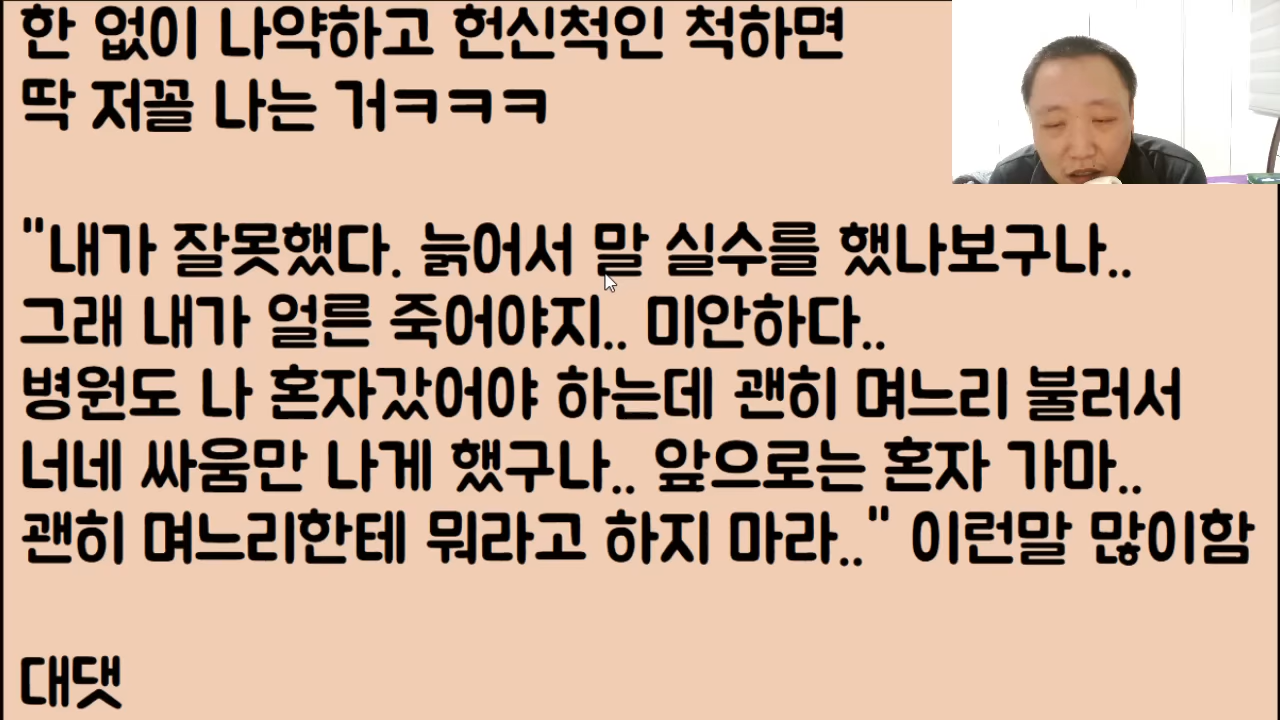 한 없이 나약하고 헌신척인 척하면
딱 저꼴 나는 거ㅋㅋㅋ
"내가 잘못했다. 늙어서 말 실수를 했나보구나..
그래 내가 얼른 죽어야지.. 미안하다..
병원도 나 혼자갔어야 하는데 괜히 며느리 불러서
너네 싸움만 나게 했구나.. 앞으로는 혼자 가마..
괜히 며느리한테 뭐라고 하지 마라.." 이런말 많이함
대댓